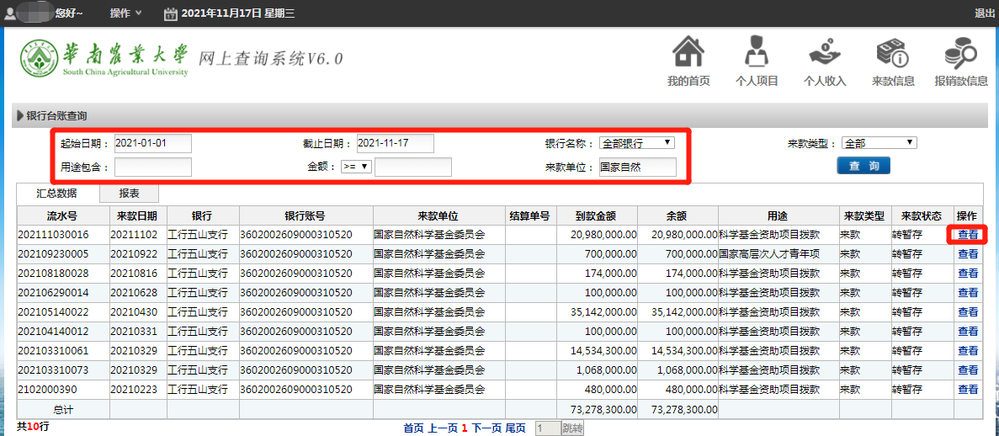 您好~ 操作 17 2021年11月17日 星期三 退出
華南農業大學 网上查询系统V6.0
South China Agricultural University
我的首页 个人项目 个人收入 来款信息 报销款信息
银行台账查询
起始日期： 2021-01-01 截止日期： 2021-11-17 银行名称： 全部银行 来款类型： 全部
用途包含： 金额： >= 来款单位： 国家自然 查 询
汇总数据 报表
流水号 来款日期 银行 银行账号 来款单位 结算单号 到款金额 余额 用途 来款类型 来款状态 操作
202111030016 20211102 工行五山支行 3602002609000310520 国家自然科学基金委员会 20,980,000.00 20,980,000.00 科学基金资助项目拨款 来款 转暂存 查看
202109230005 20210922 工行五山支行 3602002609000310520 国家自然科学基金委员会 700,000.00 700,000.00 国家高层次人才青年项 来款 转暂存 查看
202108180028 20210816 工行五山支行 3602002609000310520 国家自然科学基金委员会 174,000.00 174,000.00 科学基金资助项目拨款 来款 转暂存 查看
202106290014 20210628 工行五山支行 3602002609000310520 国家自然科学基金委员会 100,000.00 100,000.00 科学基金资助项目拨款 来款 转暂存 查看
202105140022 20210430 工行五山支行 3602002609000310520 国家自然科学基金委员会 35,142,000.00 35,142,000.00 科学基金资助项目拨款 来款 转暂存 查看
202104140012 20210331 工行五山支行 3602002609000310520 国家自然科学基金委员会 100,000.00 100,000.00 科学基金资助项目拨款 来款 转暂存 查看
202103310061 20210329 工行五山支行 3602002609000310520 国家自然科学基金委员会 14,534,300.00 14,534,300.00 科学基金资助项目拨款 来款 转暂存 查看
202103310073 20210329 工行五山支行 3602002609000310520 国家自然科学基金委员会 1,068,000.00 1,068,000.00 科学基金资助项目拨款 来款 转暂存 查看
2102000390 20210223 工行五山支行 3602002609000310520 国家自然科学基金委员会 480,000.00 480,000.00 科学基金资助项目拨款 来款 转暂存 查看
总计 73,278,300.00 73,278,300.00
共10行 首页 上一页 1 下一页 尾页 1 跳转